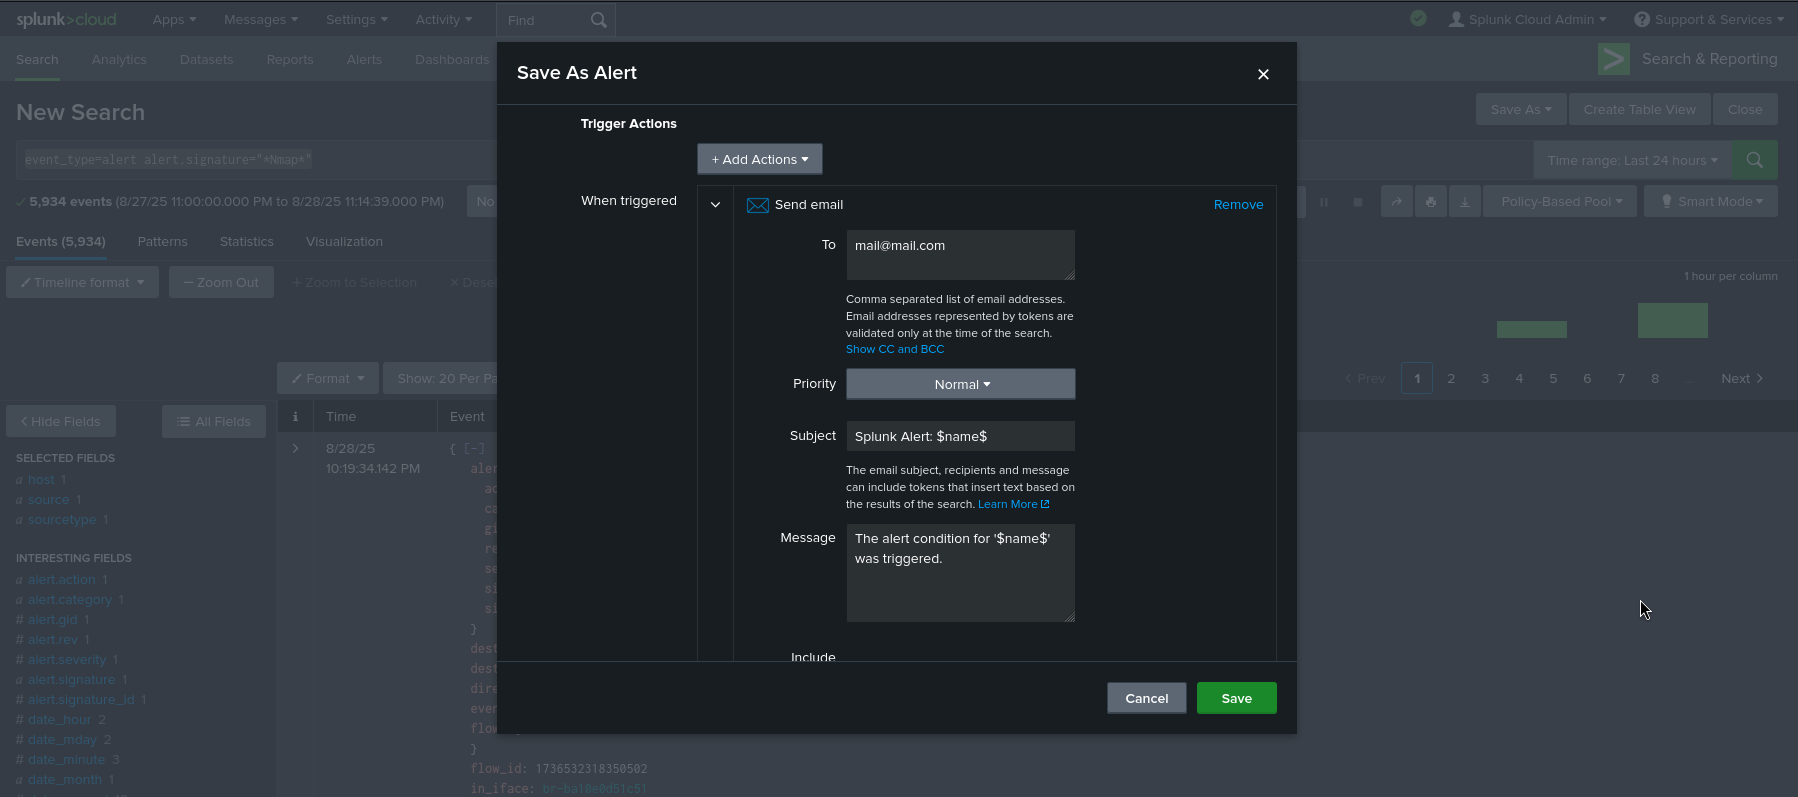 splunk>cloud Apps Messages Settings Activity Find Splunk Cloud Admin Support & Services
Search Analytics Datasets Reports Alerts Dashboards Search & Reporting
Save As Alert
New Search Save As Create Table View Close
Trigger Actions
+ Add Actions
event_type=alert alert.signature="*Nmap*" Time range: Last 24 hours
5,934 events (8/27/25 11:00:00.000 PM to 8/28/25 11:14:39.000 PM) No Policy-Based Pool Smart Mode
When triggered Send email Remove
Events (5,934) Patterns Statistics Visualization
To mail@mail.com
Timeline format — Zoom Out + Zoom to Selection × Dese
1 hour per column
Comma separated list of email addresses.
Email addresses represented by tokens are
validated only at the time of the search.
Show CC and BCC
Format Show: 20 Per Pa
Priority Normal
Prev 1 2 3 4 5 6 7 8 ... Next
Hide Fields All Fields
i Time Event
Subject Splunk Alert: $name$
The email subject, recipients and message
can include tokens that insert text based on
the results of the search. Learn More
Message The alert condition for '$name$'
was triggered.
Include
Cancel Save
SELECTED FIELDS
a host 1
a source 1
a sourcetype 1
INTERESTING FIELDS
a alert.action 1
a alert.category 1
# alert.gid 1
# alert.rev 1
# alert.severity 1
a alert.signature 1
# alert.signature_id 1
# date_hour 2
# date_mday 2
# date_minute 3
a date_month 1
8/28/25
10:19:34.142 PM
{ [-]
aler
ac
ca
gi
re
se
si
si
}
dest
dest
dire
even
flow
}
flow_id: 1736532318350502
in_iface: br-ba10e0d51c51